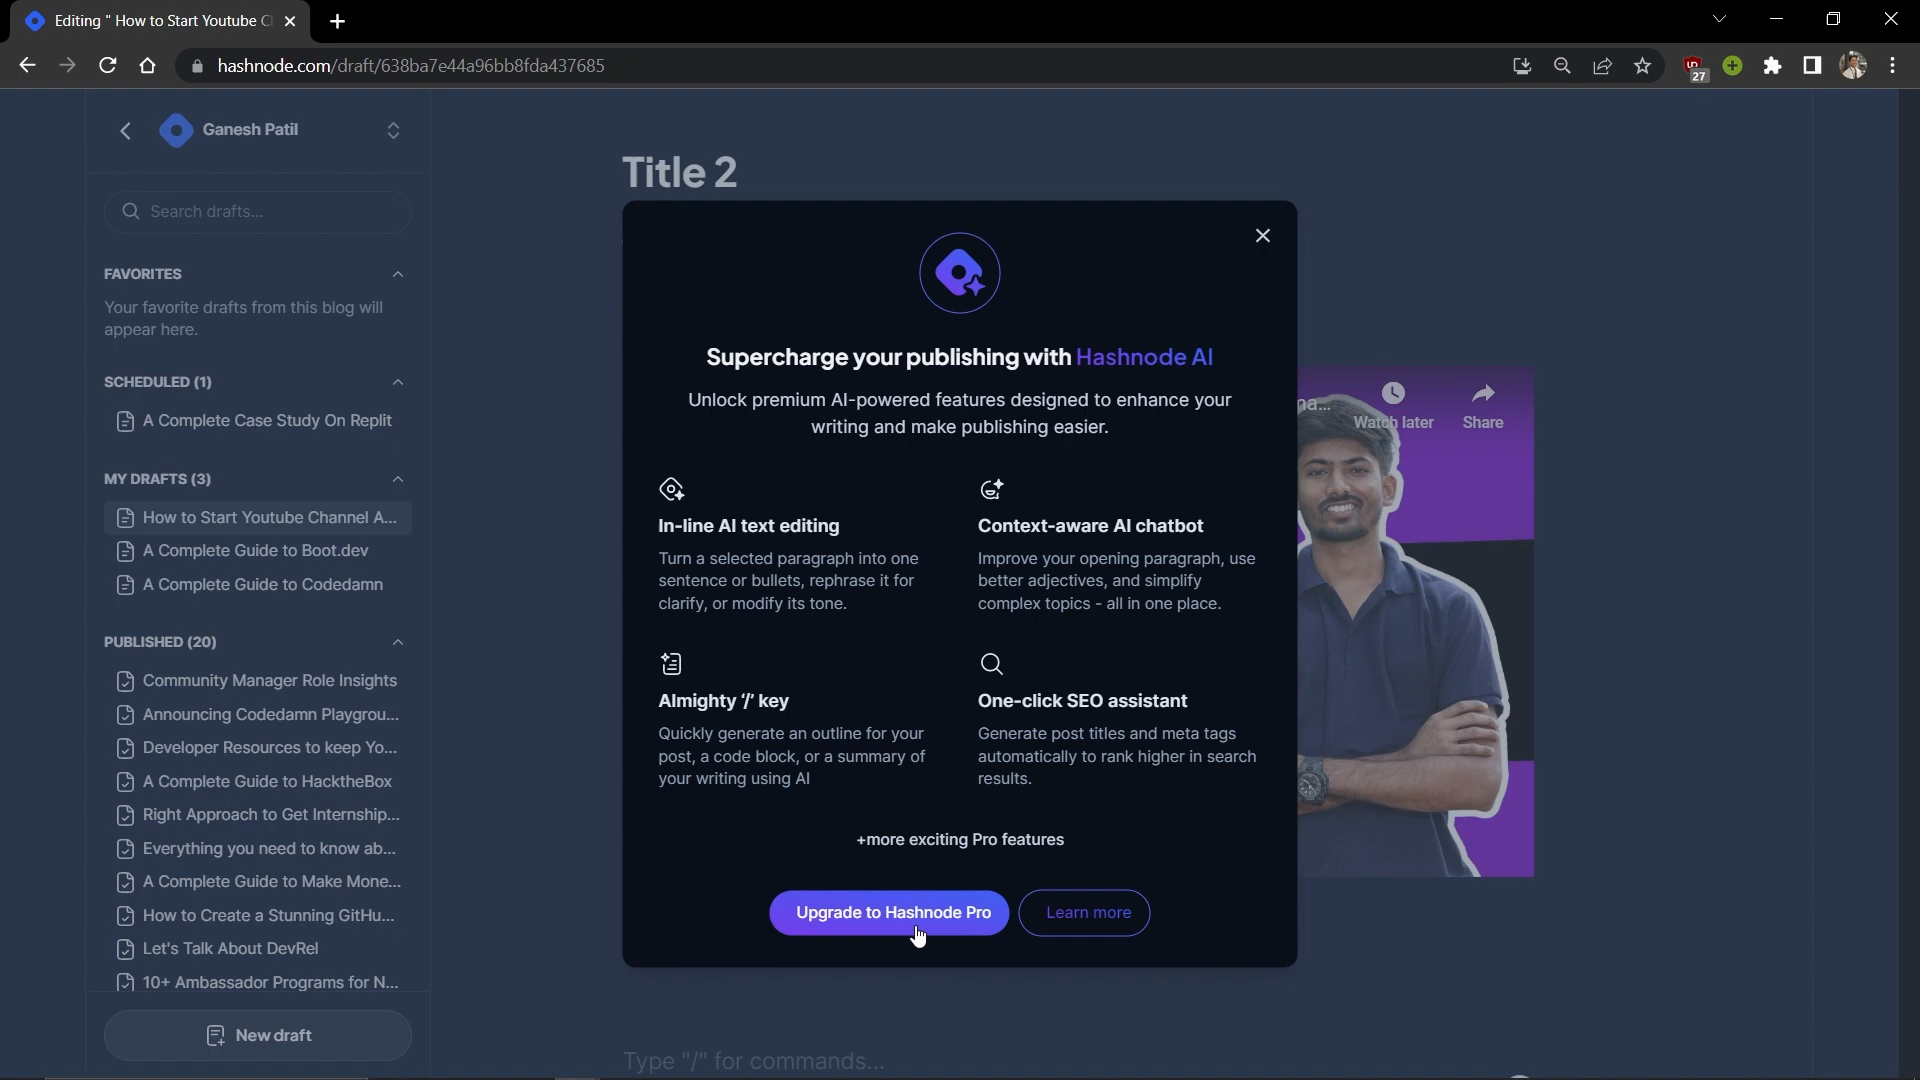 Editing " How to Start Youtube C
hashnode.com/draft/638ba7e44a96bb8fda437685
27
Ganesh Patil
Search drafts...
FAVORITES
Your favorite drafts from this blog will
appear here.
SCHEDULED (1)
A Complete Case Study On Replit
MY DRAFTS (3)
How to Start Youtube Channel A...
A Complete Guide to Boot.dev
A Complete Guide to Codedamn
PUBLISHED (20)
Community Manager Role Insights
Announcing Codedamn Playgrou...
Developer Resources to keep Yo...
A Complete Guide to HacktheBox
Right Approach to Get Internship...
Everything you need to know ab...
A Complete Guide to Make Mone...
How to Create a Stunning GitHu...
Let's Talk About DevRel
10+ Ambassador Programs for N...
New draft
Title 2
Supercharge your publishing with Hashnode AI
Unlock premium AI-powered features designed to enhance your
writing and make publishing easier.
In-line AI text editing
Turn a selected paragraph into one
sentence or bullets, rephrase it for
clarify, or modify its tone.
Context-aware AI chatbot
Improve your opening paragraph, use
better adjectives, and simplify
complex topics - all in one place.
Almighty ‘/’ key
Quickly generate an outline for your
post, a code block, or a summary of
your writing using AI
One-click SEO assistant
Generate post titles and meta tags
automatically to rank higher in search
results.
+more exciting Pro features
Upgrade to Hashnode Pro
Learn more
Watch later
Share
Type "/" for commands...